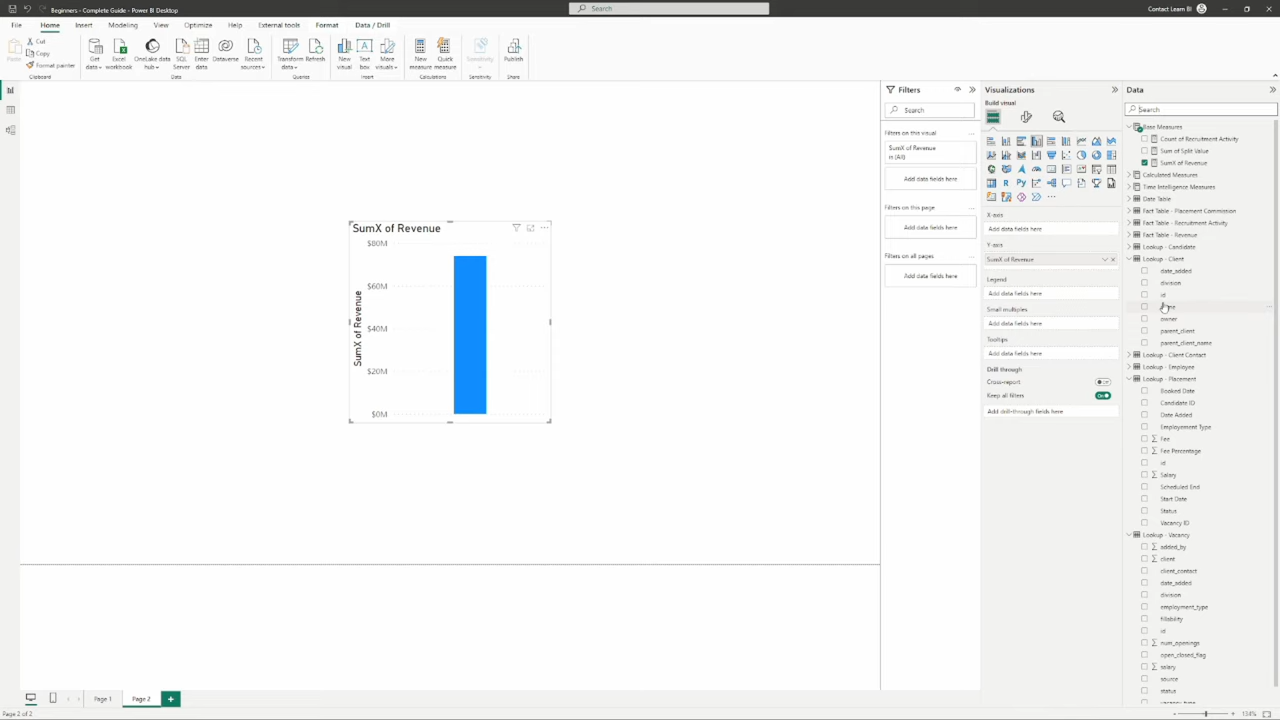 Beginners - Complete Guide - Power BI Desktop
Search
Contact Learn BI
File Home Insert Modeling View Optimize Help External tools Format Data / Drill
Paste
Cut
Copy
Format painter
Clipboard
Get data
Excel workbook
OneLake data hub
SQL Server
Enter data
Dataverse
Recent sources
Data
Transform data
Refresh
Queries
New visual
Text box
More visuals
Insert
New measure
Quick measure
Calculations
Sensitivity
Sensitivity
Publish
Share
SumX of Revenue
SumX of Revenue
$80M
$60M
$40M
$20M
$0M
Filters
Search
Filters on this visual
SumX of Revenue
is (All)
Add data fields here
Filters on this page
Add data fields here
Filters on all pages
Add data fields here
Visualizations
Build visual
R
Py
X-axis
Add data fields here
Y-axis
SumX of Revenue
Legend
Add data fields here
Small multiples
Add data fields here
Tooltips
Add data fields here
Drill through
Cross-report
Off
Keep all filters
On
Add drill-through fields here
Data
Search
Base Measures
Count of Recruitment Activity
Sum of Split Value
SumX of Revenue
Calculated Measures
Time Intelligence Measures
Date Table
Fact Table - Placement Commission
Fact Table - Recruitment Activity
Fact Table - Revenue
Lookup - Candidate
Lookup - Client
date_added
division
id
owner
parent_client
parent_client_name
Lookup - Client Contact
Lookup - Employee
Lookup - Placement
Booked Date
Candidate ID
Date Added
Employement Type
Fee
Fee Percentage
id
Salary
Scheduled End
Start Date
Status
Vacancy ID
Lookup - Vacancy
added_by
client
client_contact
date_added
division
employment_type
fillability
id
num_openings
open_closed_flag
salary
source
status
vacancy_type
Page 1
Page 2
Page 2 of 2
134%